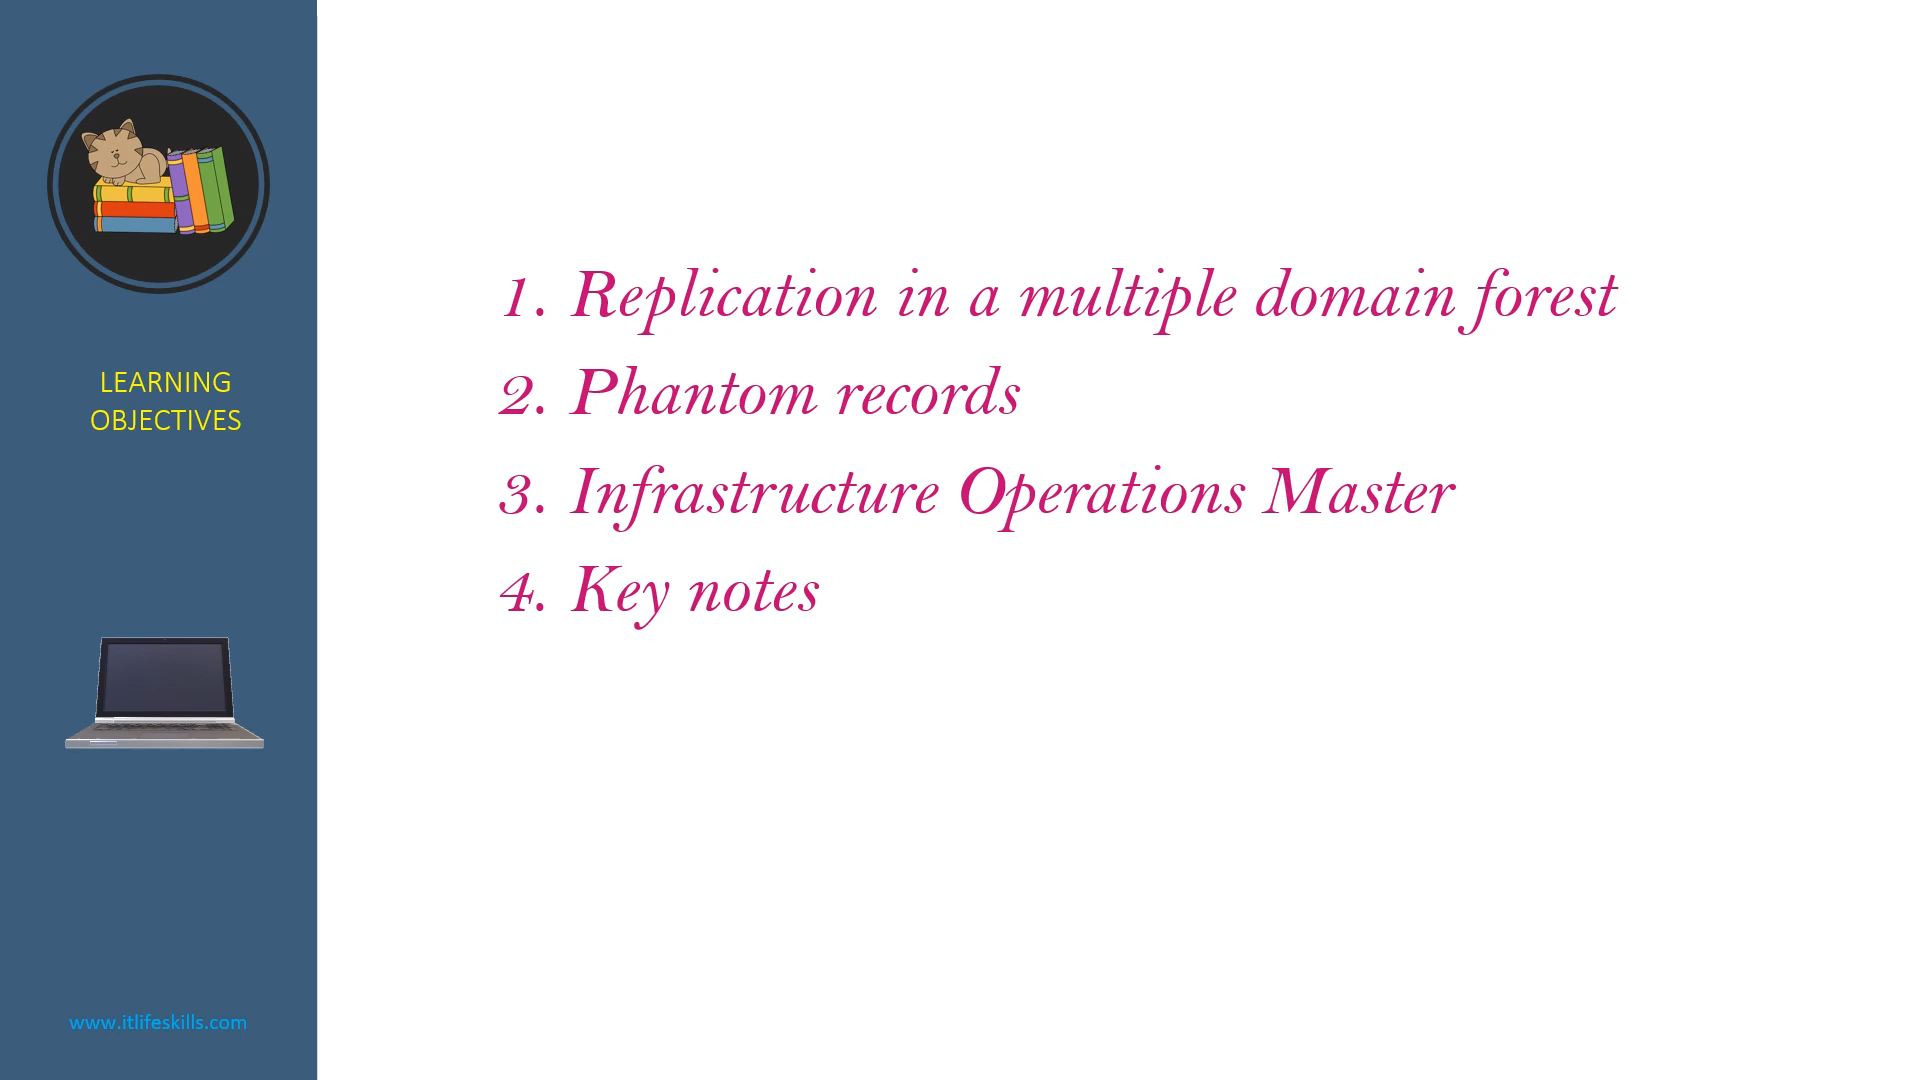 LEARNING
OBJECTIVES
1. Replication in a multiple domain forest
2. Phantom records
3. Infrastructure Operations Master
4. Key notes
www.itlifeskills.com